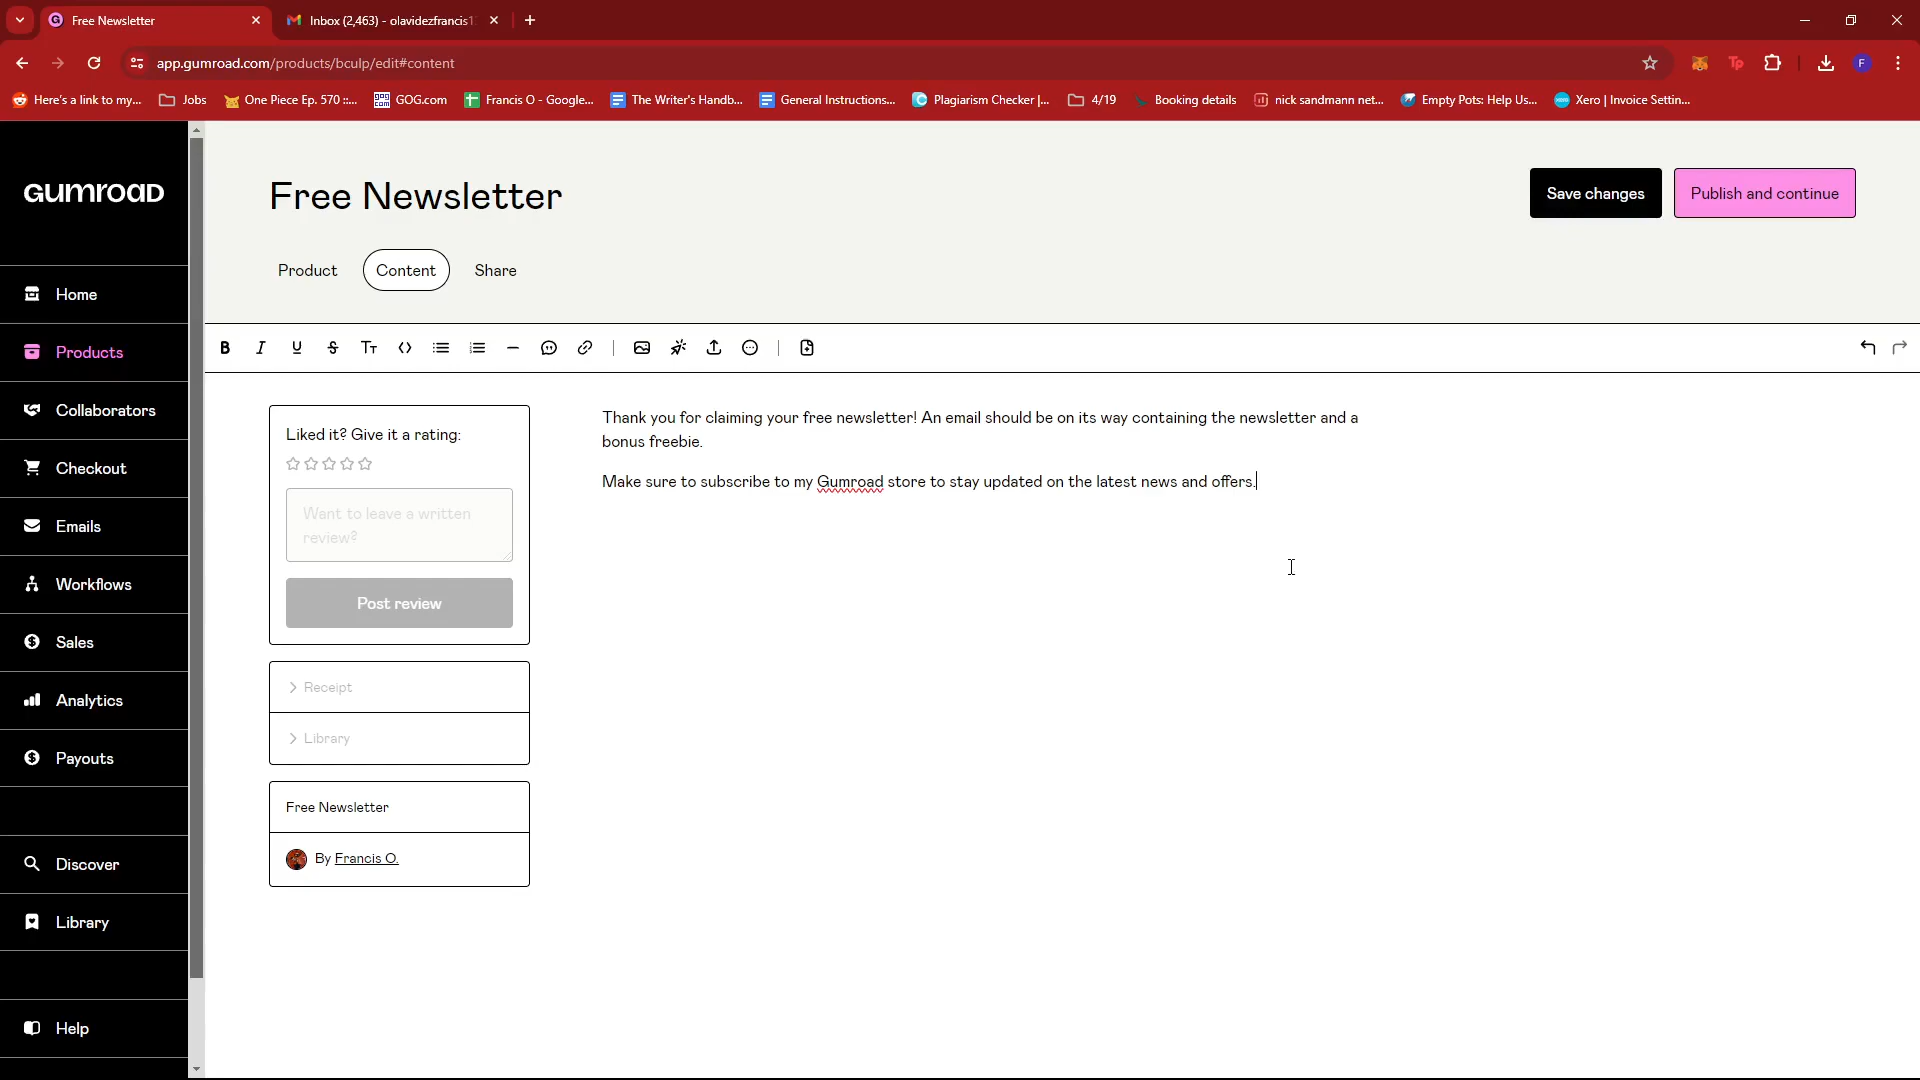 Free Newsletter
Inbox (2,463) - olavidezfrancis1
app.gumroad.com/products/bculp/edit#content
Here's a link to my...
Jobs
One Piece Ep. 570 ::...
GOG.com
Francis O - Google...
The Writer's Handb...
General Instructions...
Plagiarism Checker |...
4/19
Booking details
nick sandmann net...
Empty Pots: Help Us...
Xero | Invoice Settin...
GUMROAD
Home
Products
Collaborators
Checkout
Emails
Workflows
Sales
Analytics
Payouts
Discover
Library
Help
Free Newsletter
Save changes
Publish and continue
Product
Content
Share
Liked it? Give it a rating:
Want to leave a written
review?
Post review
Receipt
Library
Free Newsletter
By Francis O.
Thank you for claiming your free newsletter! An email should be on its way containing the newsletter and a
bonus freebie.
Make sure to subscribe to my Gumroad store to stay updated on the latest news and offers.